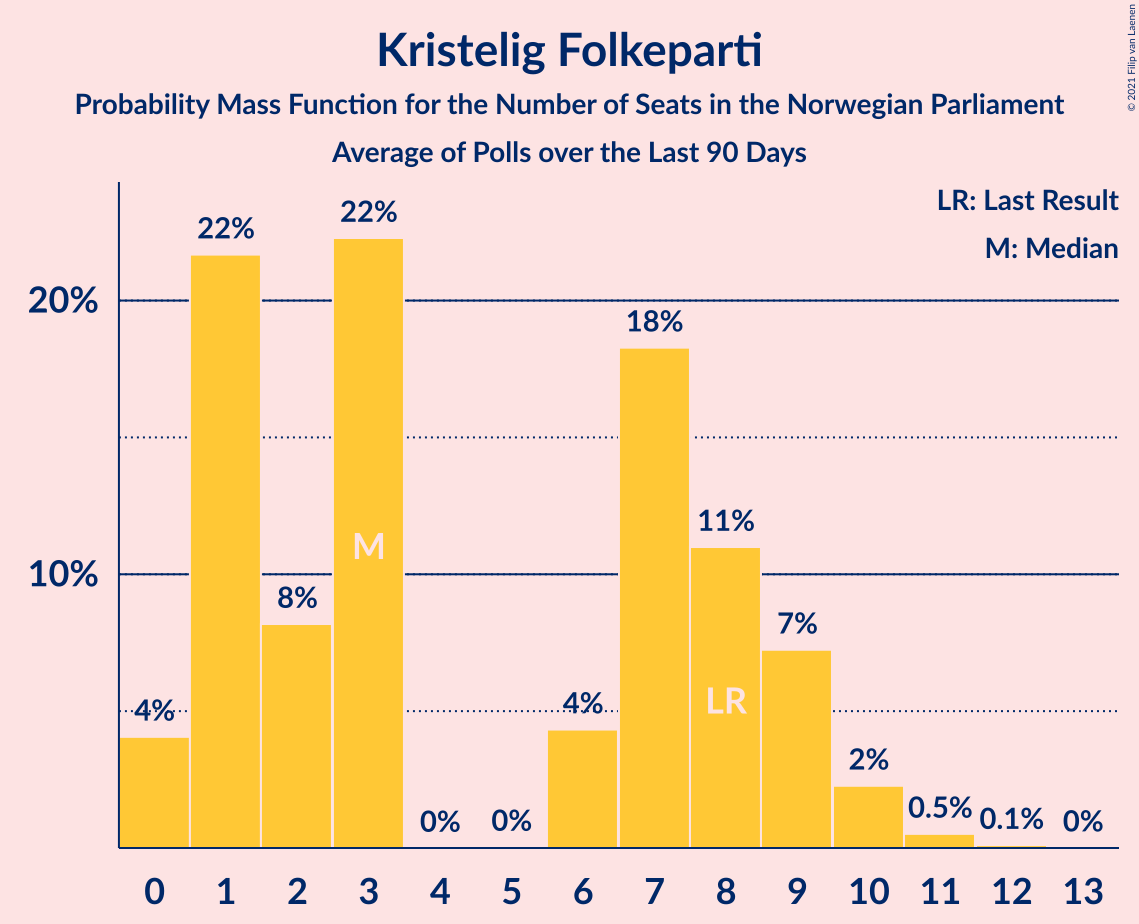 Kristelig Folkeparti
Probability Mass Function for the Number of Seats in the Norwegian Parliament
Average of Polls over the Last 90 Days
© 2021 Filip van Laenen
LR: Last Result
M: Median
20%
10%
4%
22%
8%
22%
0%
0%
4%
18%
11%
7%
2%
0.5%
0.1%
0%
M
LR
0 1 2 3 4 5 6 7 8 9 10 11 12 13